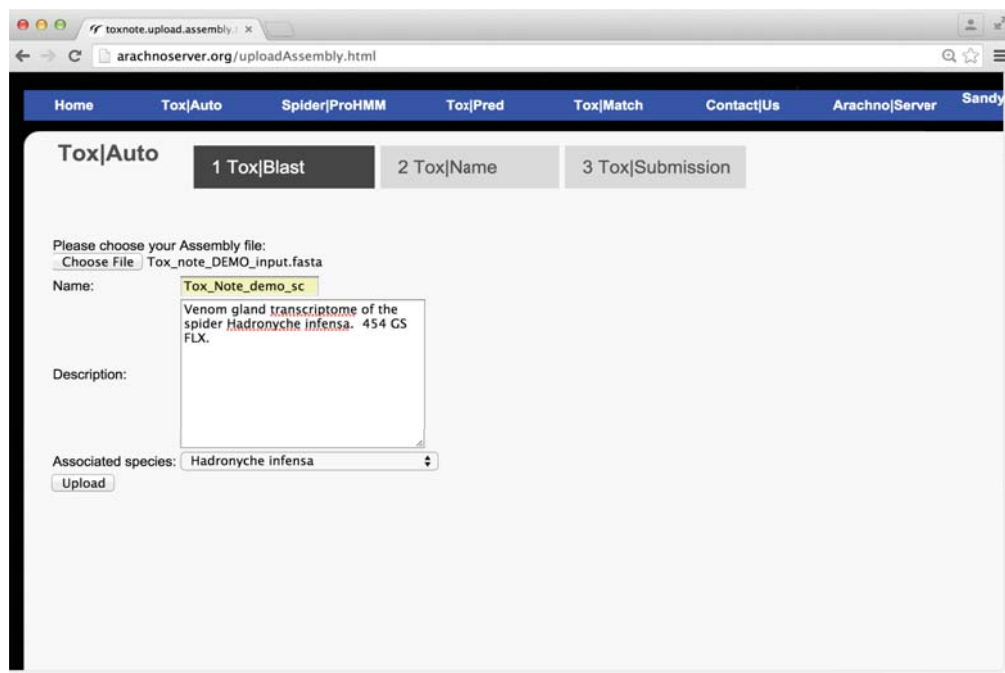 toxnote.upload.assembly.
arachnoserver.org/uploadAssembly.html
Home Tox|Auto Spider|ProHMM Tox|Pred Tox|Match Contact|Us Arachno|Server Sandy
Tox|Auto
1 Tox|Blast 2 Tox|Name 3 Tox|Submission
Please choose your Assembly file:
Choose File Tox_note_DEMO_input.fasta
Name: Tox_Note_demo_sc
Venom gland transcriptome of the
spider Hadronyche infensa. 454 GS
FLX.
Description:
Associated species: Hadronyche infensa
Upload